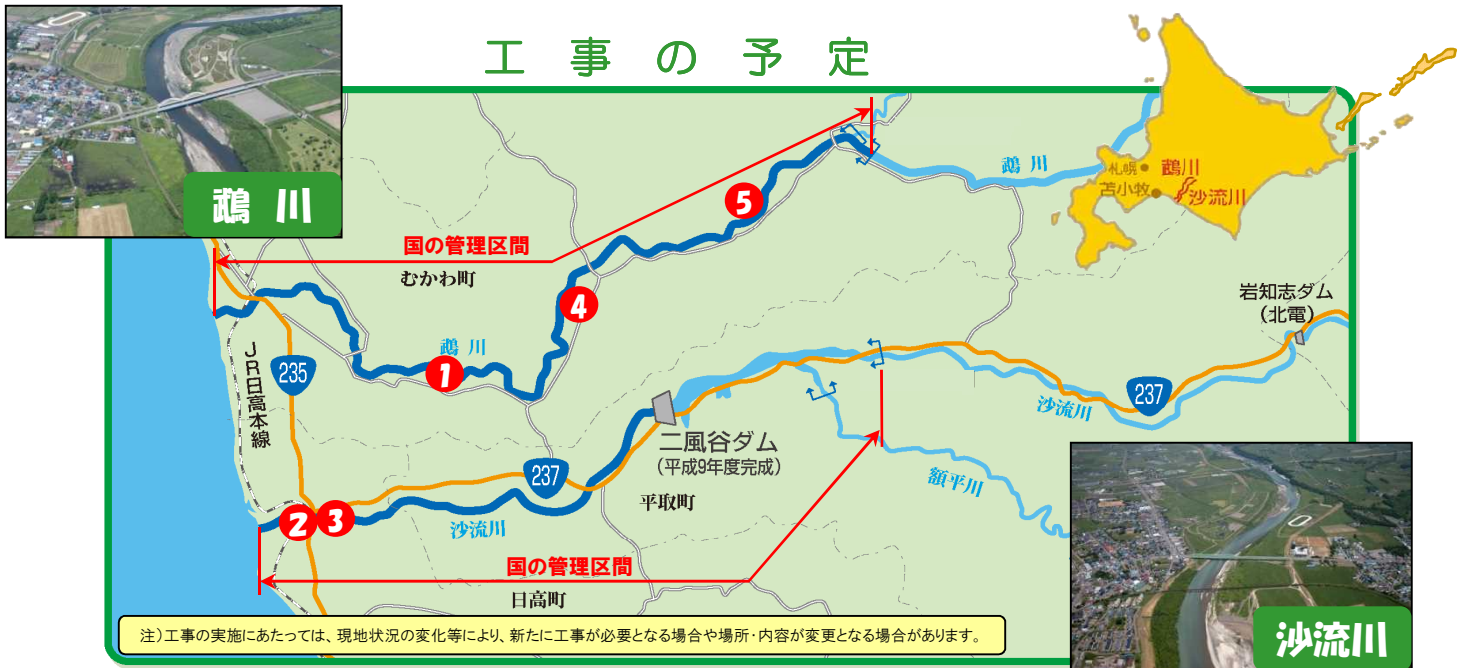 工事の予定
鵡川
札幌
鵡川
苫小牧
沙流川
鵡川
5
国の管理区間
むかわ町
4
岩知志ダム
(北電)
JR日高本線
235
鵡川
1
237
沙流川
二風谷ダム
(平成9年度完成)
237
額平川
平取町
2
3
沙流川
国の管理区間
日高町
注)工事の実施にあたっては、現地状況の変化等により、新たに工事が必要となる場合や場所・内容が変更となる場合があります。
沙流川